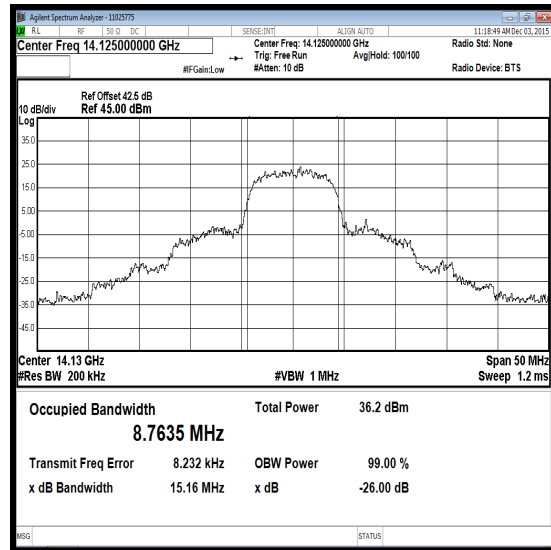 Agilent Spectrum Analyzer - 11025775
RL RF 50 Ω DC SENSE:INT ALIGN AUTO 11:18:49 AM Dec 03, 2015
Center Freq 14.125000000 GHz Center Freq: 14.125000000 GHz Radio Std: None
Trig: Free Run Avg|Hold: 100/100
#IFGain:Low #Atten: 10 dB Radio Device: BTS
Ref Offset 42.5 dB
10 dB/div Ref 45.00 dBm
Log
35.0
25.0
15.0
5.00
-5.00
-15.0
-25.0
-35.0
-45.0
Center 14.13 GHz Span 50 MHz
#Res BW 200 kHz #VBW 1 MHz Sweep 1.2 ms
Occupied Bandwidth Total Power 36.2 dBm
8.7635 MHz
Transmit Freq Error 8.232 kHz OBW Power 99.00 %
x dB Bandwidth 15.16 MHz x dB -26.00 dB
MSG STATUS